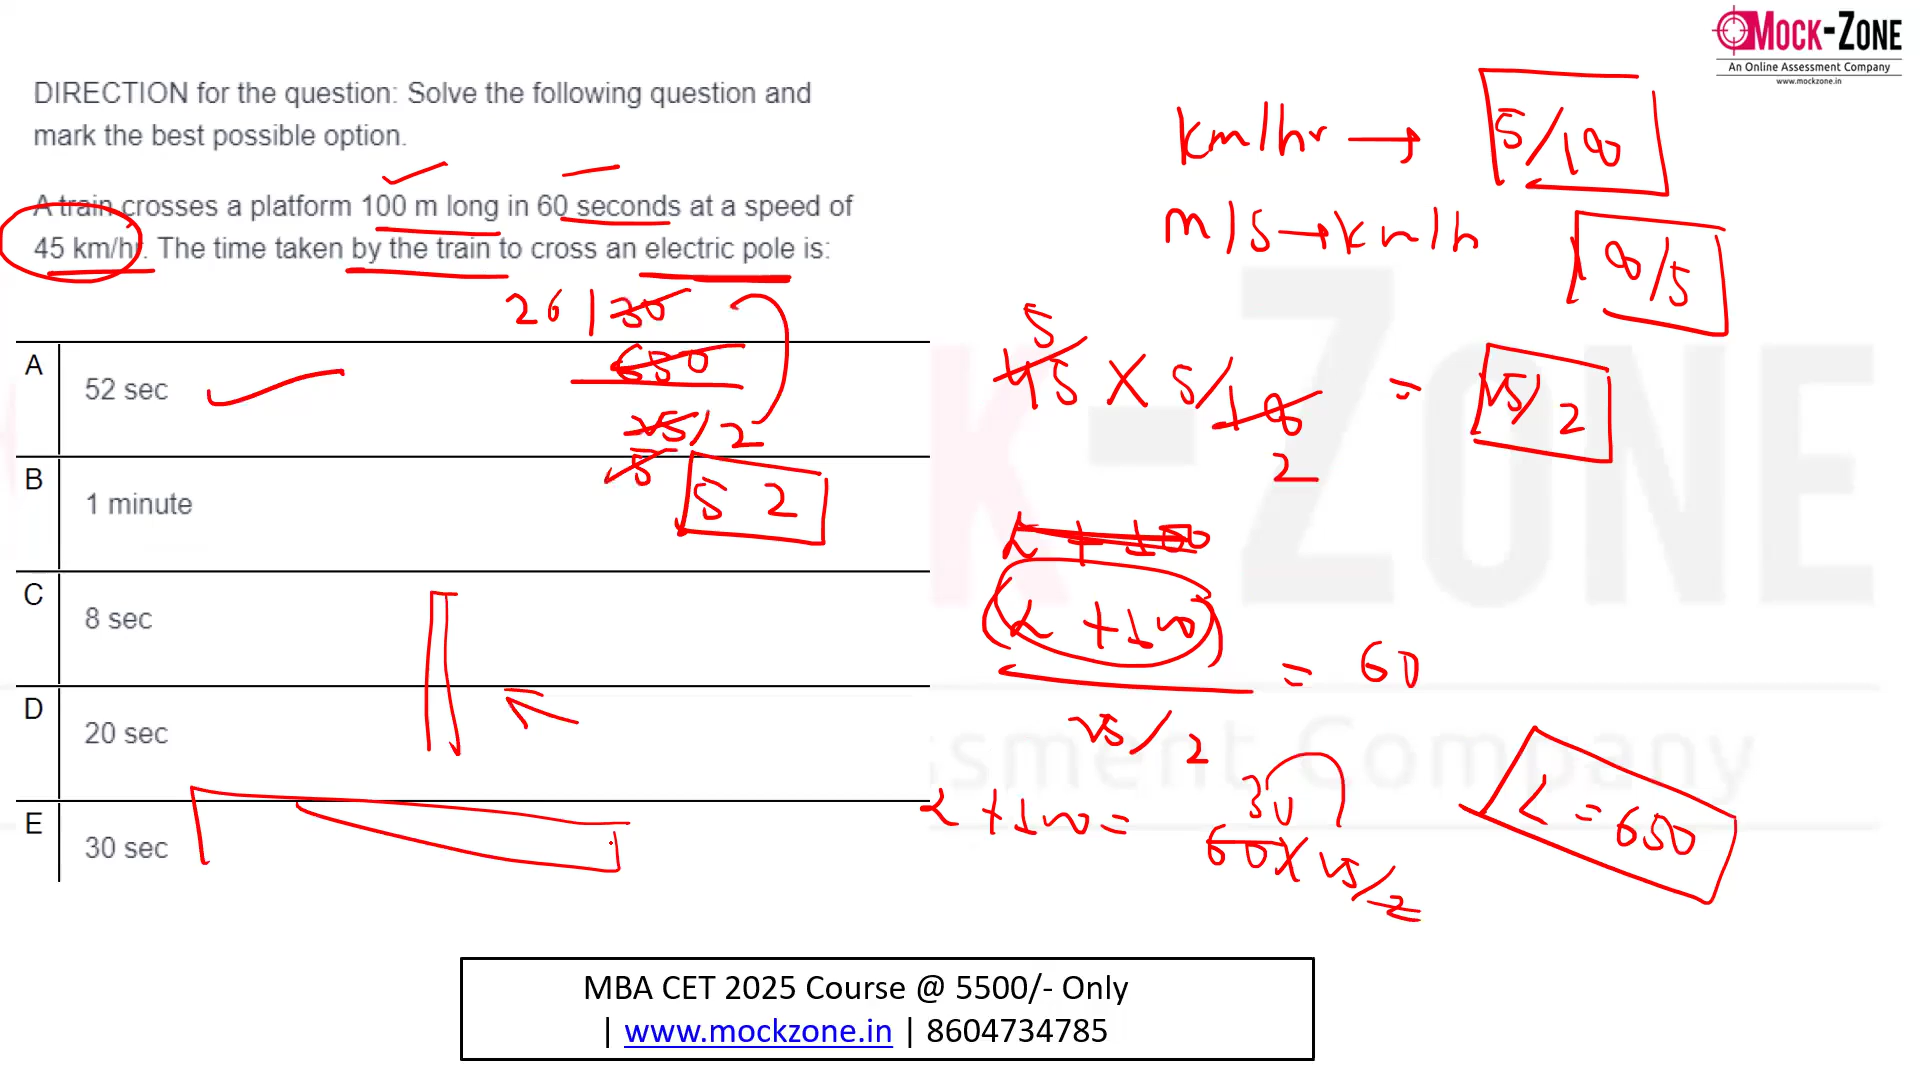 MOCK-ZONE
An Online Assessment Company
www.mockzone.in
DIRECTION for the question: Solve the following question and
mark the best possible option.
A train crosses a platform 100 m long in 60 seconds at a speed of
45 km/hr. The time taken by the train to cross an electric pole is:
A
52 sec
B
1 minute
C
8 sec
D
20 sec
E
30 sec
26 | 30
650
25/2
5
52
km/hr → 5/18
m/s → km/h 18/5
5
45 X 5/18 = 25/2
2
L + 100
(L + 100) = 60
25/2
L + 100 =
30
60 X 25/2
L = 650
MBA CET 2025 Course @ 5500/- Only
| www.mockzone.in | 8604734785